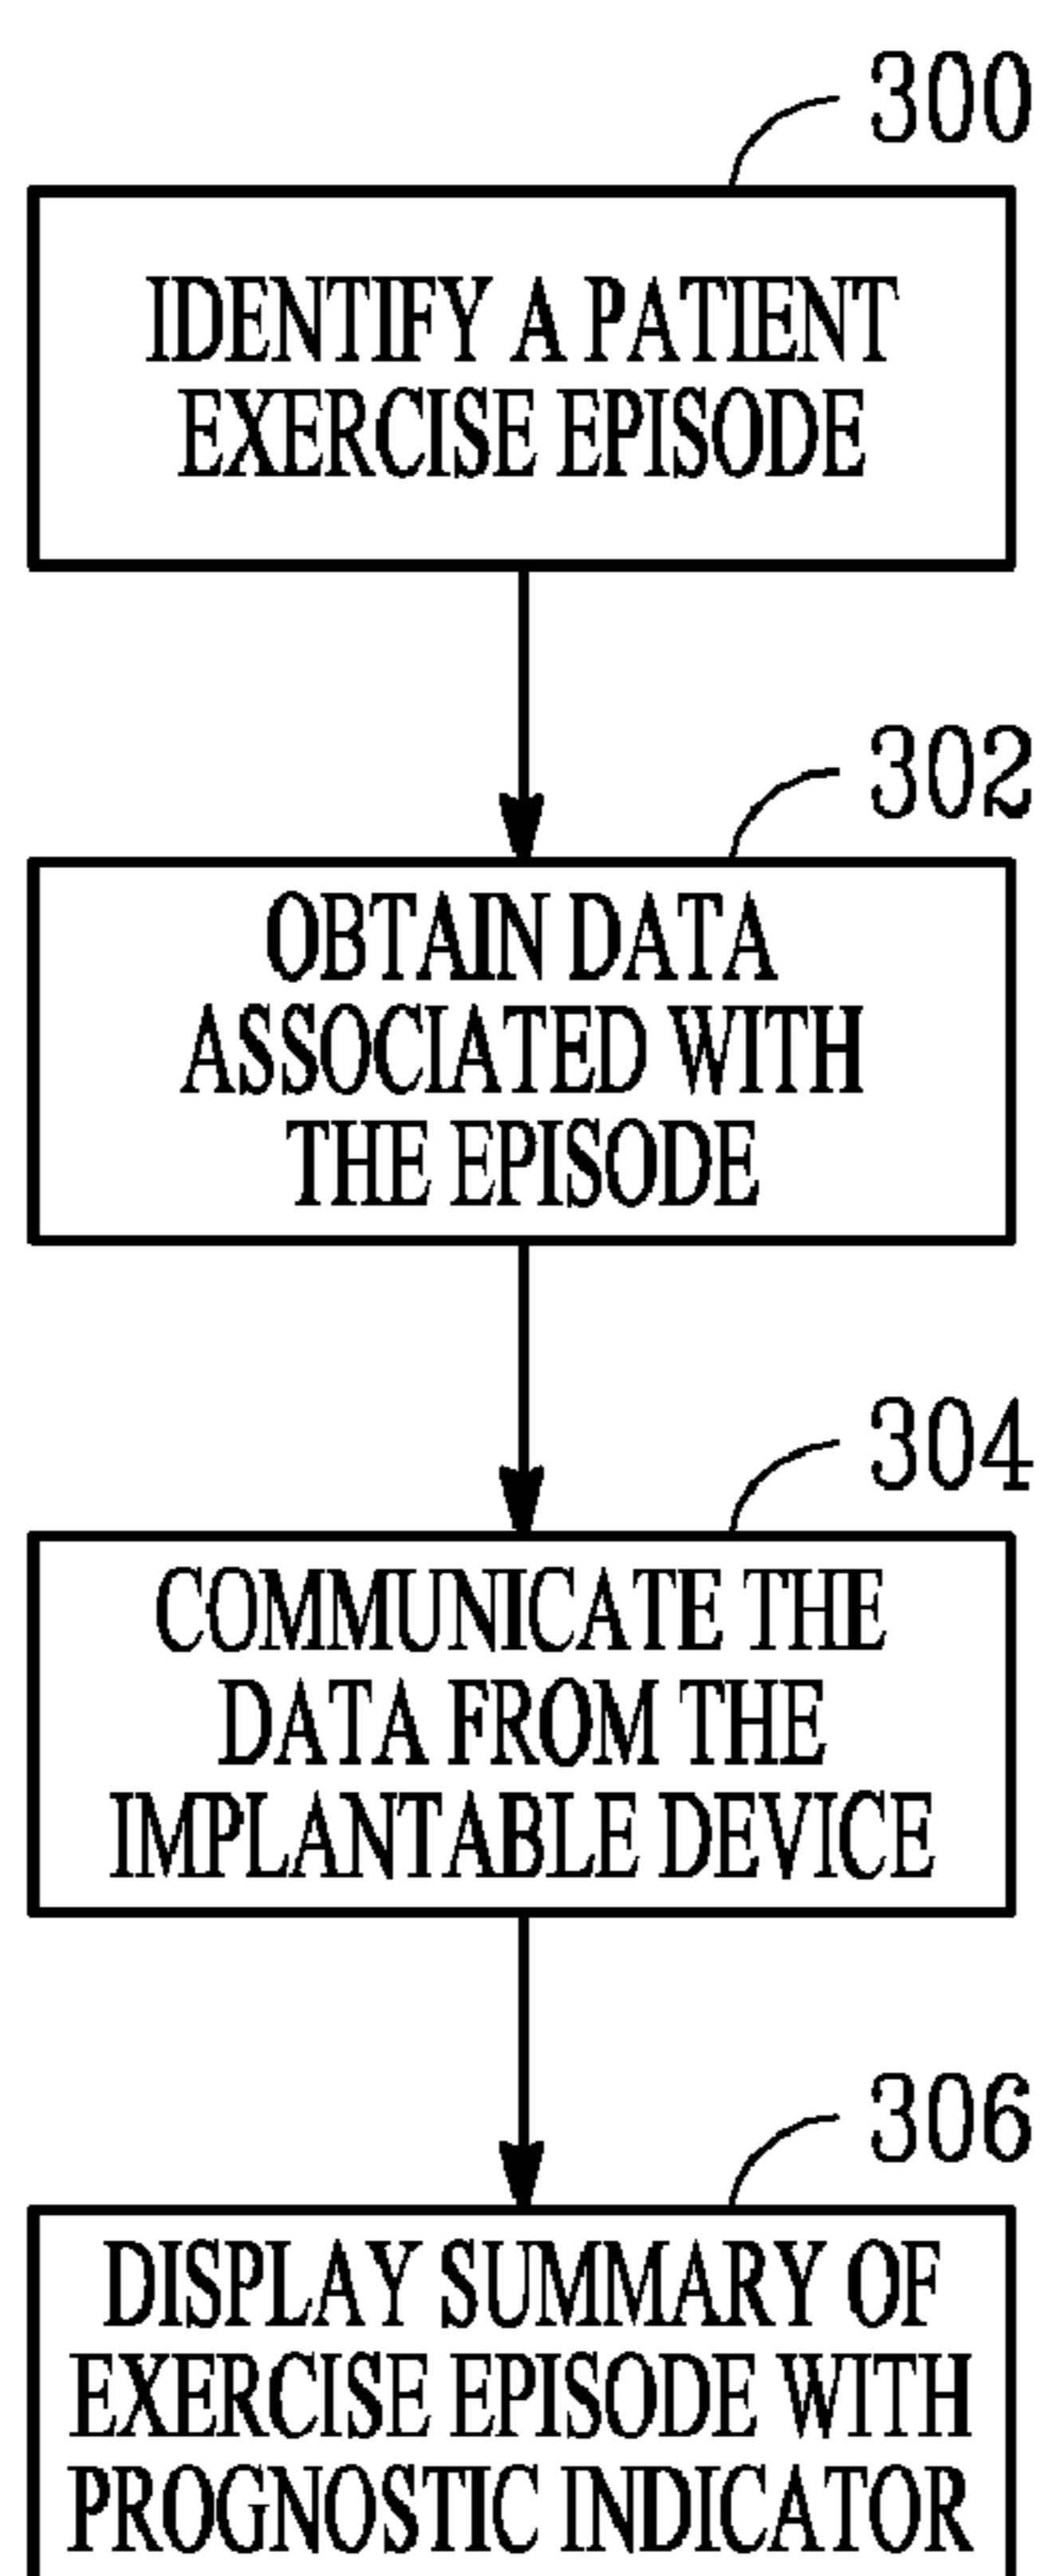 300
IDENTIFY A PATIENT
EXERCISE EPISODE
302
OBTAIN DATA
ASSOCIATED WITH
THE EPISODE
304
COMMUNICATE THE
DATA FROM THE
IMPLANTABLE DEVICE
306
DISPLAY SUMMARY OF
EXERCISE EPISODE WITH
PROGNOSTIC INDICATOR